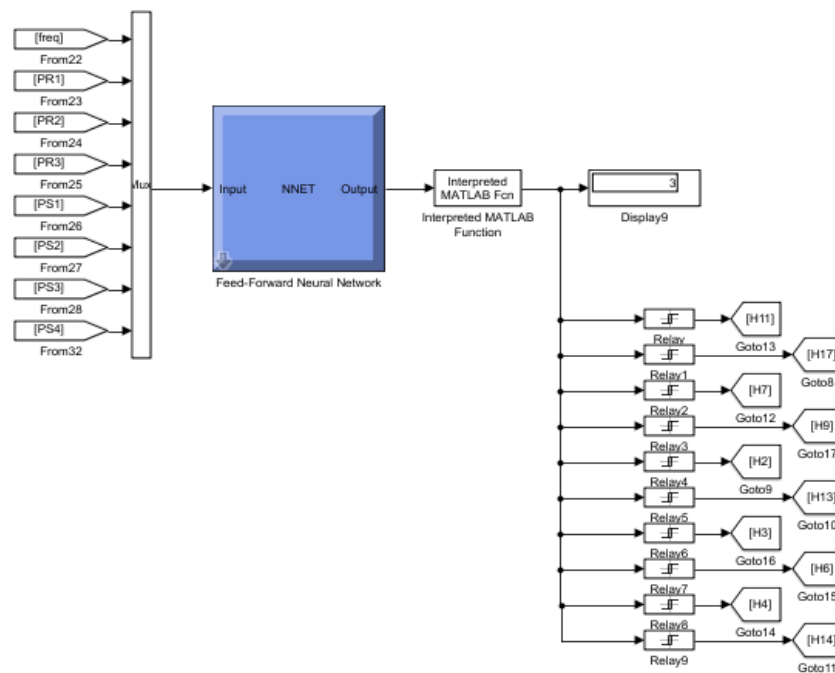 [freq]
From22
[PR1]
From23
[PR2]
From24
[PR3]
From25
[PS1]
From26
[PS2]
From27
[PS3]
From28
[PS4]
From32
Mux
Input NNET Output
Feed-Forward Neural Network
Interpreted
MATLAB Fcn
Interpreted MATLAB
Function
3
Display9
[H11]
Relay Goto13
[H17]
Relay1 Goto8
[H7]
Relay2 Goto12
[H9]
Relay3 Goto17
[H2]
Relay4 Goto9
[H13]
Relay5 Goto10
[H3]
Relay6 Goto16
[H6]
Relay7 Goto15
[H4]
Relay8 Goto14
[H14]
Relay9 Goto11